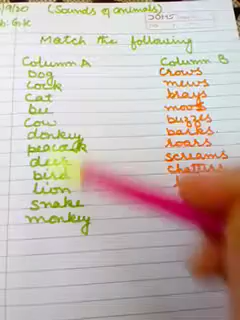 (Sounds of animals)
Match the following
Column A Column B
Dog Crows
Cock mews
Cat brays
bee moos
Cow buzzes
donkey barks
peacock roars
deer screams
bird chatters
lion
snake
monkey